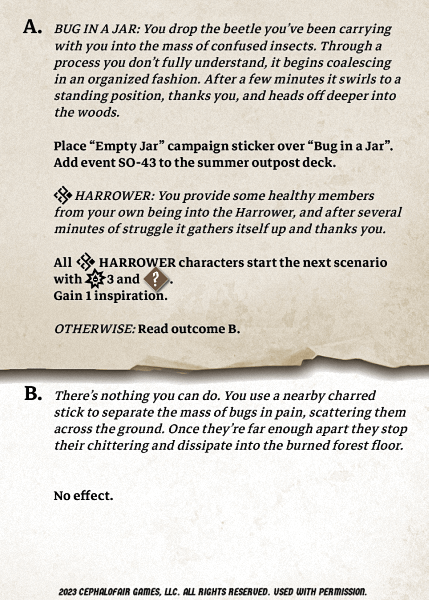 A. BUG IN A JAR: You drop the beetle you've been carrying
with you into the mass of confused insects. Through a
process you don't fully understand, it begins coalescing
in an organized fashion. After a few minutes it swirls to a
standing position, thanks you, and heads off deeper into
the woods.
Place “Empty Jar” campaign sticker over “Bug in a Jar”.
Add event SO-43 to the summer outpost deck.
HARROWER: You provide some healthy members
from your own being into the Harrower, and after several
minutes of struggle it gathers itself up and thanks you.
All HARROWER characters start the next scenario
with 3 and ?.
Gain 1 inspiration.
OTHERWISE: Read outcome B.
B. There's nothing you can do. You use a nearby charred
stick to separate the mass of bugs in pain, scattering them
across the ground. Once they're far enough apart they stop
their chittering and dissipate into the burned forest floor.
No effect.
2023 CEPHALOFAIR GAMES, LLC. ALL RIGHTS RESERVED. USED WITH PERMISSION.